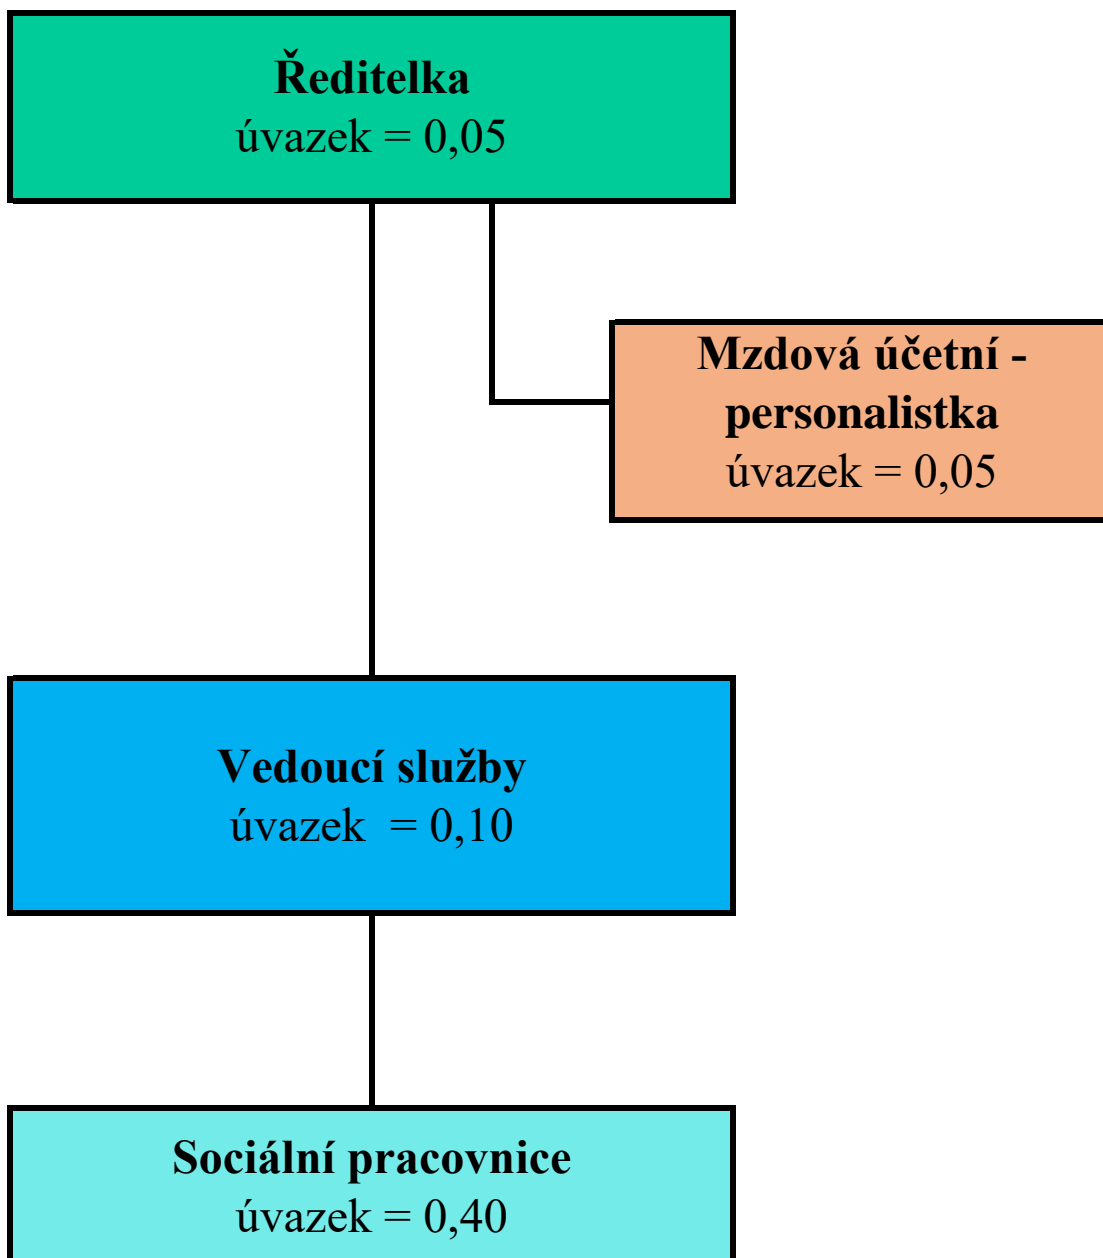 Ředitelka
úvazek = 0,05
Mzdová účetní -
personalistka
úvazek = 0,05
Vedoucí služby
úvazek  = 0,10
Sociální pracovnice
úvazek = 0,40